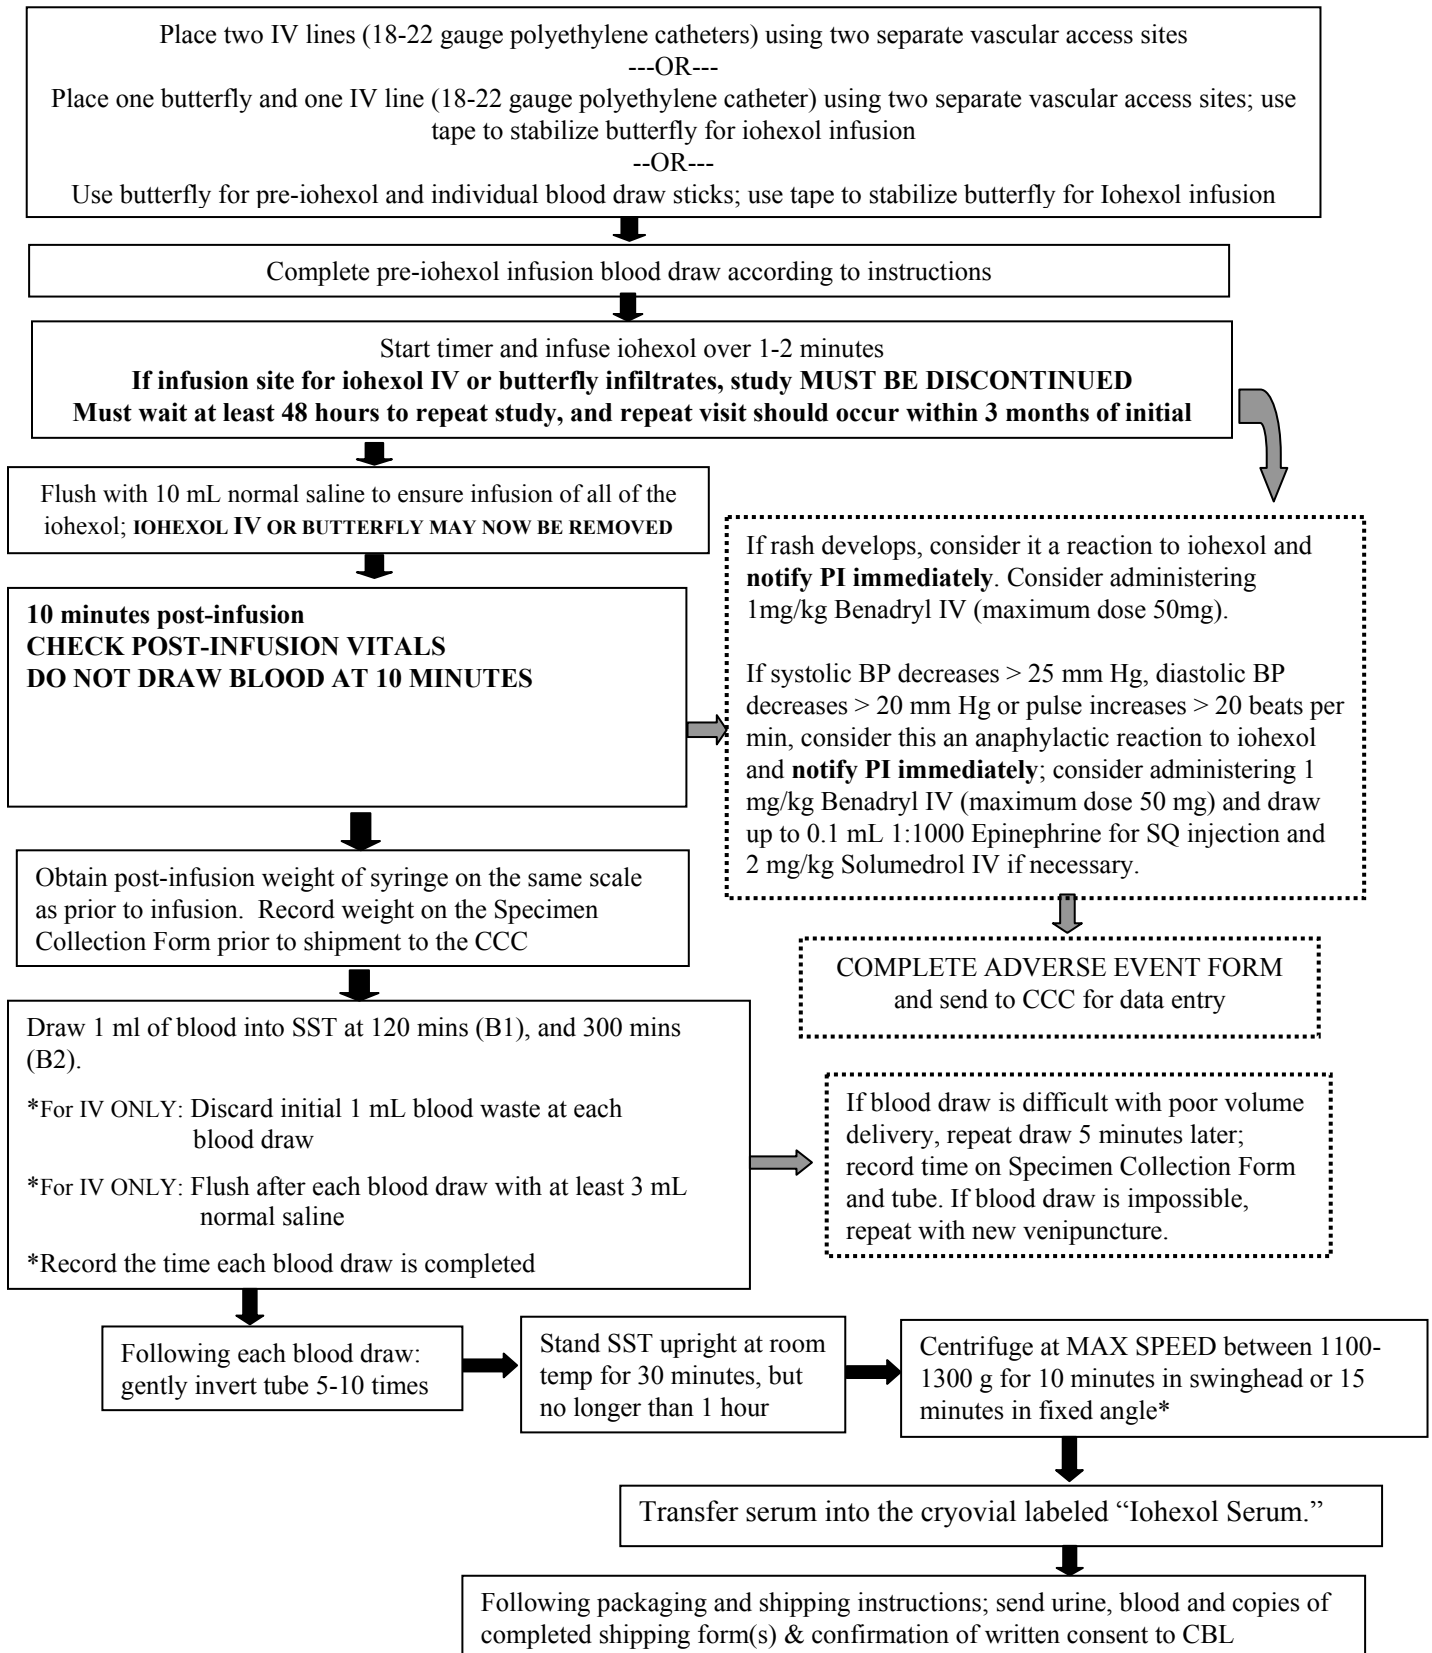 Place two IV lines (18-22 gauge polyethylene catheters) using two separate vascular access sites
---OR---
Place one butterfly and one IV line (18-22 gauge polyethylene catheter) using two separate vascular access sites; use
tape to stabilize butterfly for iohexol infusion
--OR---
Use butterfly for pre-iohexol and individual blood draw sticks; use tape to stabilize butterfly for Iohexol infusion
Complete pre-iohexol infusion blood draw according to instructions
Start timer and infuse iohexol over 1-2 minutes
If infusion site for iohexol IV or butterfly infiltrates, study MUST BE DISCONTINUED
Must wait at least 48 hours to repeat study, and repeat visit should occur within 3 months of initial
Flush with 10 mL normal saline to ensure infusion of all of the
iohexol; IOHEXOL IV OR BUTTERFLY MAY NOW BE REMOVED
10 minutes post-infusion
CHECK POST-INFUSION VITALS
DO NOT DRAW BLOOD AT 10 MINUTES
If rash develops, consider it a reaction to iohexol and
notify PI immediately. Consider administering
1mg/kg Benadryl IV (maximum dose 50mg).
If systolic BP decreases > 25 mm Hg, diastolic BP
decreases > 20 mm Hg or pulse increases > 20 beats per
min, consider this an anaphylactic reaction to iohexol
and notify PI immediately; consider administering 1
mg/kg Benadryl IV (maximum dose 50 mg) and draw
up to 0.1 mL 1:1000 Epinephrine for SQ injection and
2 mg/kg Solumedrol IV if necessary.
Obtain post-infusion weight of syringe on the same scale
as prior to infusion. Record weight on the Specimen
Collection Form prior to shipment to the CCC
COMPLETE ADVERSE EVENT FORM
and send to CCC for data entry
Draw 1 ml of blood into SST at 120 mins (B1), and 300 mins
(B2).
*For IV ONLY: Discard initial 1 mL blood waste at each
blood draw
*For IV ONLY: Flush after each blood draw with at least 3 mL
normal saline
*Record the time each blood draw is completed
If blood draw is difficult with poor volume
delivery, repeat draw 5 minutes later;
record time on Specimen Collection Form
and tube. If blood draw is impossible,
repeat with new venipuncture.
Following each blood draw:
gently invert tube 5-10 times
Stand SST upright at room
temp for 30 minutes, but
no longer than 1 hour
Centrifuge at MAX SPEED between 1100-
1300 g for 10 minutes in swinghead or 15
minutes in fixed angle*
Transfer serum into the cryovial labeled “Iohexol Serum.”
Following packaging and shipping instructions; send urine, blood and copies of
completed shipping form(s) & confirmation of written consent to CBL